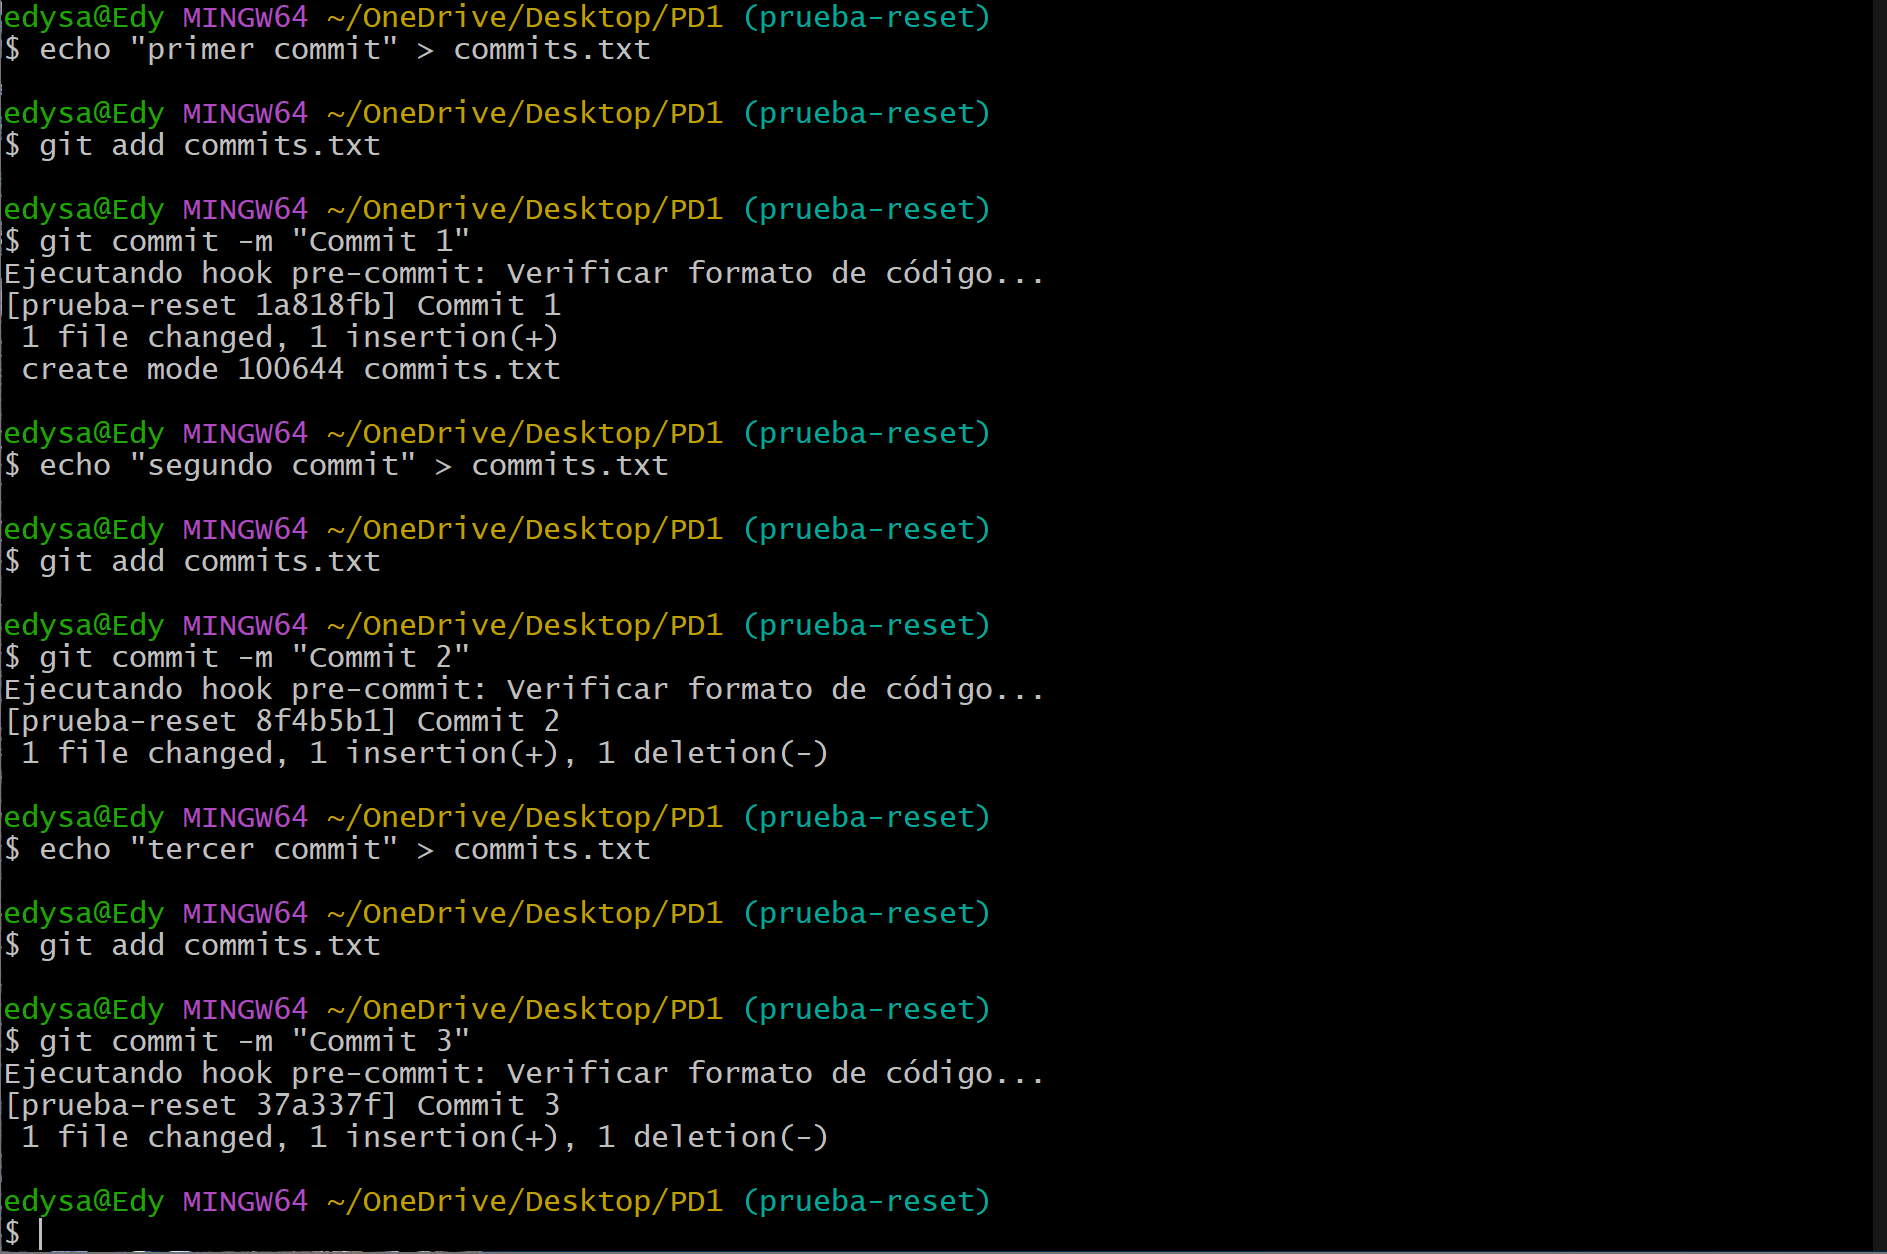 edysa@Edy MINGW64 ~/OneDrive/Desktop/PD1 (prueba-reset)
$ echo "primer commit" > commits.txt
edysa@Edy MINGW64 ~/OneDrive/Desktop/PD1 (prueba-reset)
$ git add commits.txt
edysa@Edy MINGW64 ~/OneDrive/Desktop/PD1 (prueba-reset)
$ git commit -m "Commit 1"
Ejecutando hook pre-commit: Verificar formato de código...
[prueba-reset 1a818fb] Commit 1
 1 file changed, 1 insertion(+)
 create mode 100644 commits.txt
edysa@Edy MINGW64 ~/OneDrive/Desktop/PD1 (prueba-reset)
$ echo "segundo commit" > commits.txt
edysa@Edy MINGW64 ~/OneDrive/Desktop/PD1 (prueba-reset)
$ git add commits.txt
edysa@Edy MINGW64 ~/OneDrive/Desktop/PD1 (prueba-reset)
$ git commit -m "Commit 2"
Ejecutando hook pre-commit: Verificar formato de código...
[prueba-reset 8f4b5b1] Commit 2
 1 file changed, 1 insertion(+), 1 deletion(-)
edysa@Edy MINGW64 ~/OneDrive/Desktop/PD1 (prueba-reset)
$ echo "tercer commit" > commits.txt
edysa@Edy MINGW64 ~/OneDrive/Desktop/PD1 (prueba-reset)
$ git add commits.txt
edysa@Edy MINGW64 ~/OneDrive/Desktop/PD1 (prueba-reset)
$ git commit -m "Commit 3"
Ejecutando hook pre-commit: Verificar formato de código...
[prueba-reset 37a337f] Commit 3
 1 file changed, 1 insertion(+), 1 deletion(-)
edysa@Edy MINGW64 ~/OneDrive/Desktop/PD1 (prueba-reset)
$